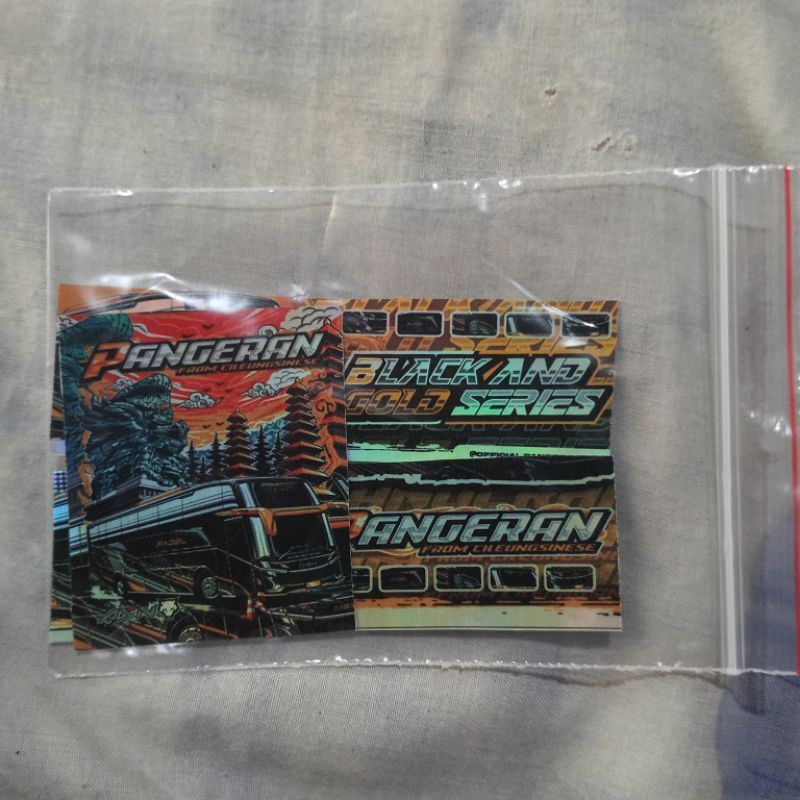 PANGERAN
FROM CILEUNGSINESE
BLACK AND
GOLD SERIES
PANGERAN
FROM CILEUNGSINESE